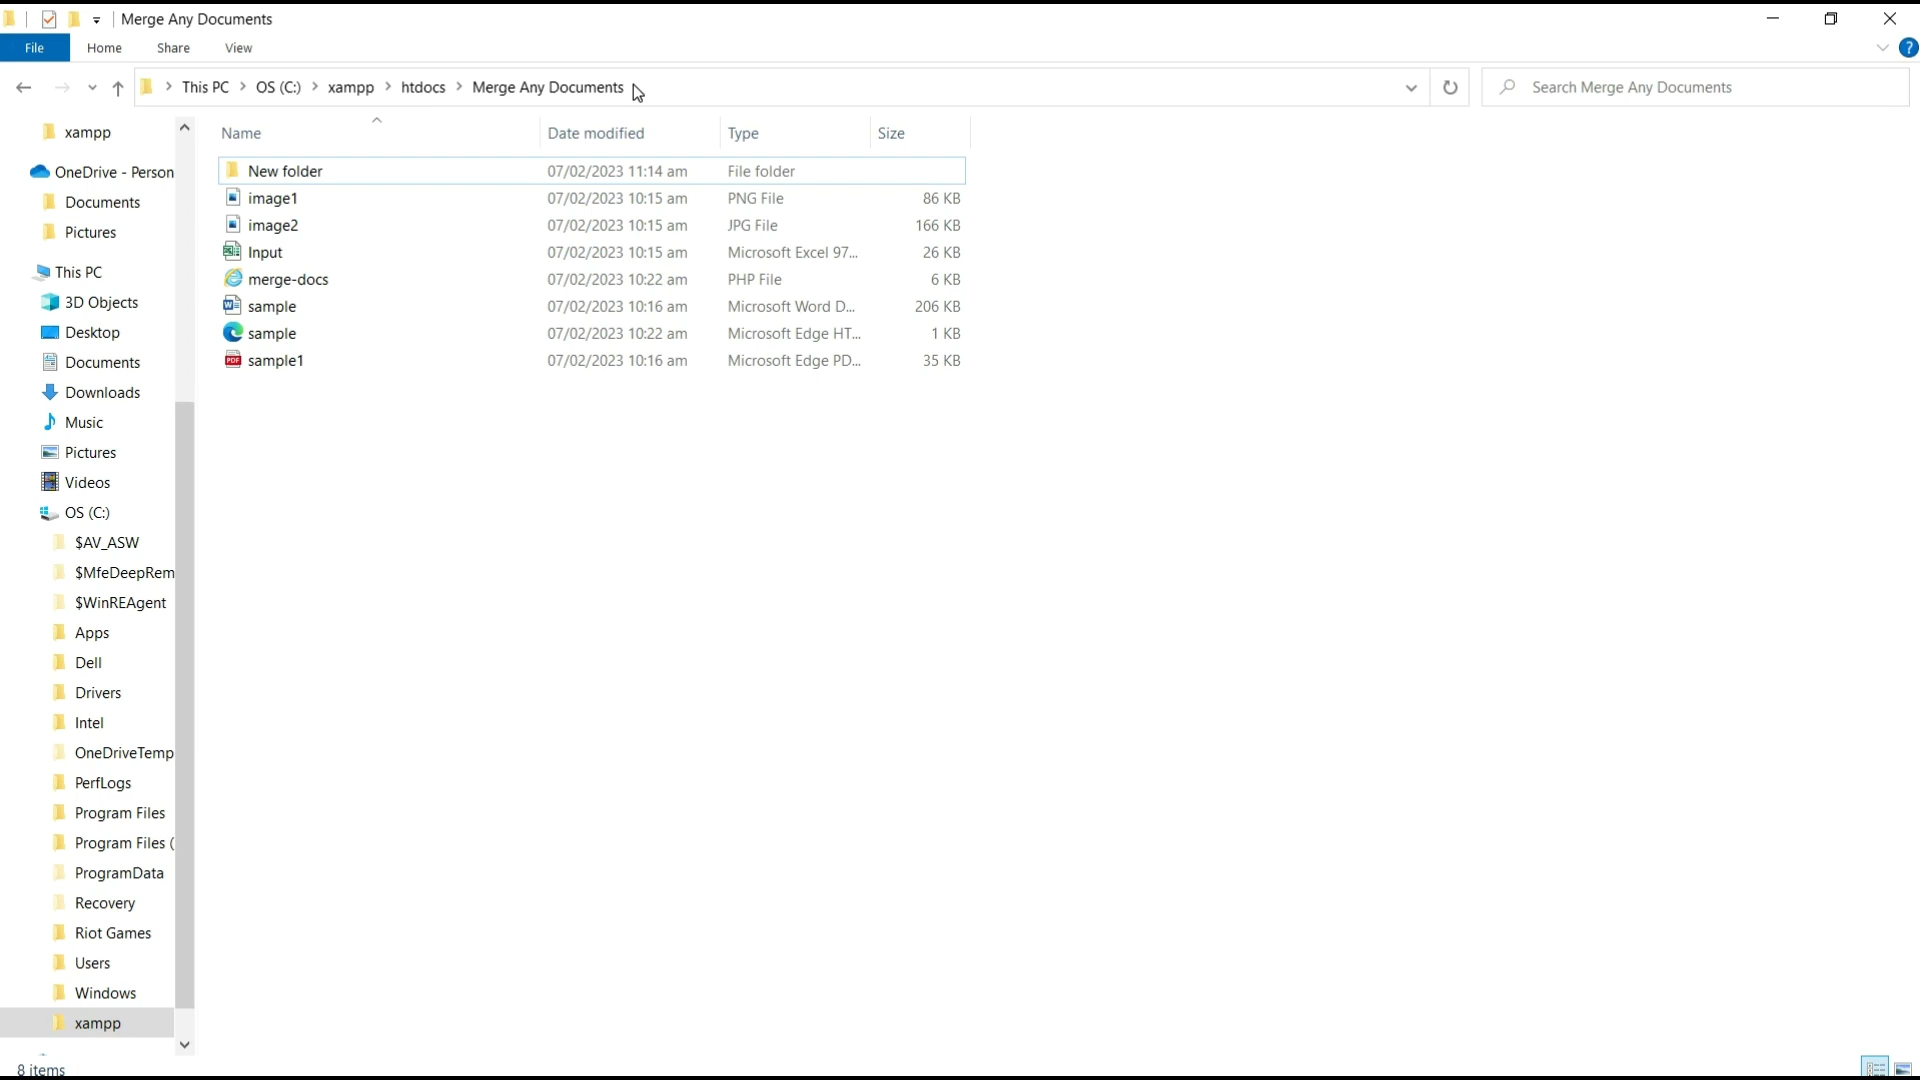 Merge Any Documents
File Home Share View
This PC > OS (C:) > xampp > htdocs > Merge Any Documents
Search Merge Any Documents
xampp
OneDrive - Person
Documents
Pictures
This PC
3D Objects
Desktop
Documents
Downloads
Music
Pictures
Videos
OS (C:)
$AV_ASW
$MfeDeepRem
$WinREAgent
Apps
Dell
Drivers
Intel
OneDriveTemp
PerfLogs
Program Files
Program Files (
ProgramData
Recovery
Riot Games
Users
Windows
xampp
Name Date modified Type Size
New folder 07/02/2023 11:14 am File folder
image1 07/02/2023 10:15 am PNG File 86 KB
image2 07/02/2023 10:15 am JPG File 166 KB
Input 07/02/2023 10:15 am Microsoft Excel 97... 26 KB
merge-docs 07/02/2023 10:22 am PHP File 6 KB
sample 07/02/2023 10:16 am Microsoft Word D... 206 KB
sample 07/02/2023 10:22 am Microsoft Edge HT... 1 KB
sample1 07/02/2023 10:16 am Microsoft Edge PD... 35 KB
8 items